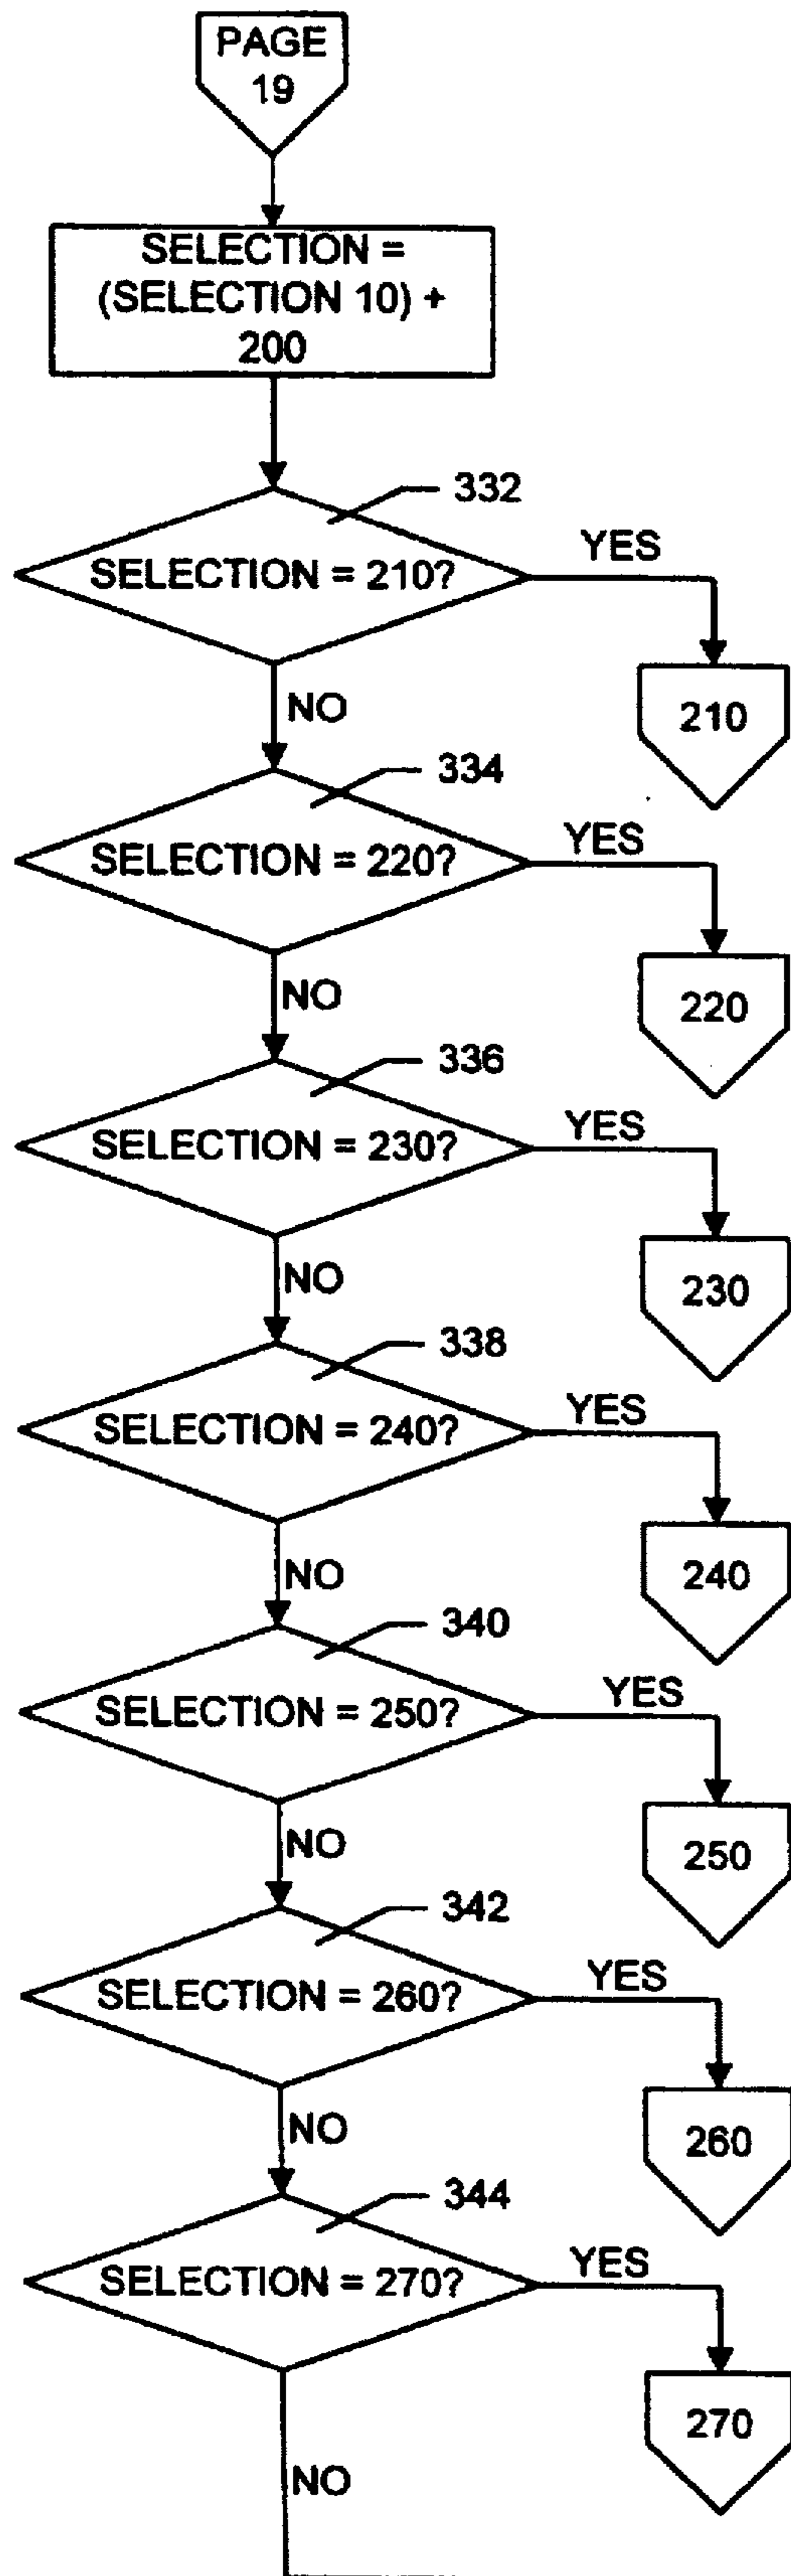 PAGE
19
SELECTION =
(SELECTION 10) +
200
332
SELECTION = 210?
YES
210
NO
334
SELECTION = 220?
YES
220
NO
336
SELECTION = 230?
YES
230
NO
338
SELECTION = 240?
YES
240
NO
340
SELECTION = 250?
YES
250
NO
342
SELECTION = 260?
YES
260
NO
344
SELECTION = 270?
YES
270
NO